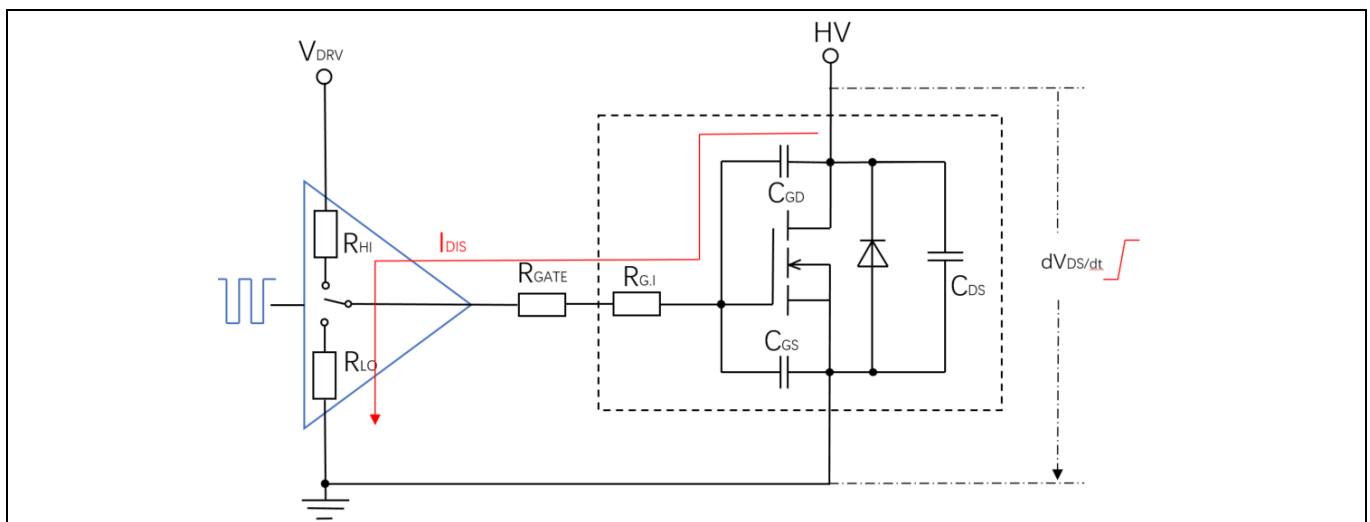 HV
VDRV
CGD
RHI
IDIS
RGATE
RG.I
dVDS/dt
CDS
CGS
RLO